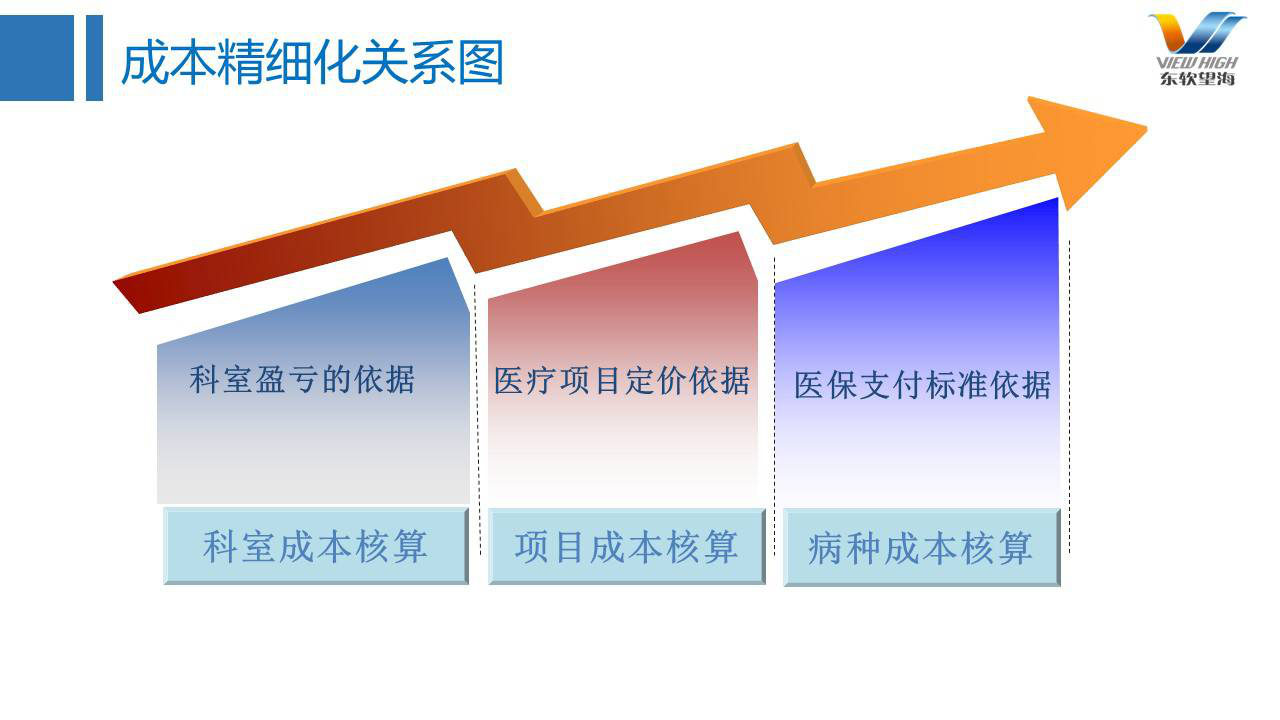 成本精细化关系图
VIEW HIGH
东软望海
科室盈亏的依据
医疗项目定价依据
医保支付标准依据
科室成本核算
项目成本核算
病种成本核算